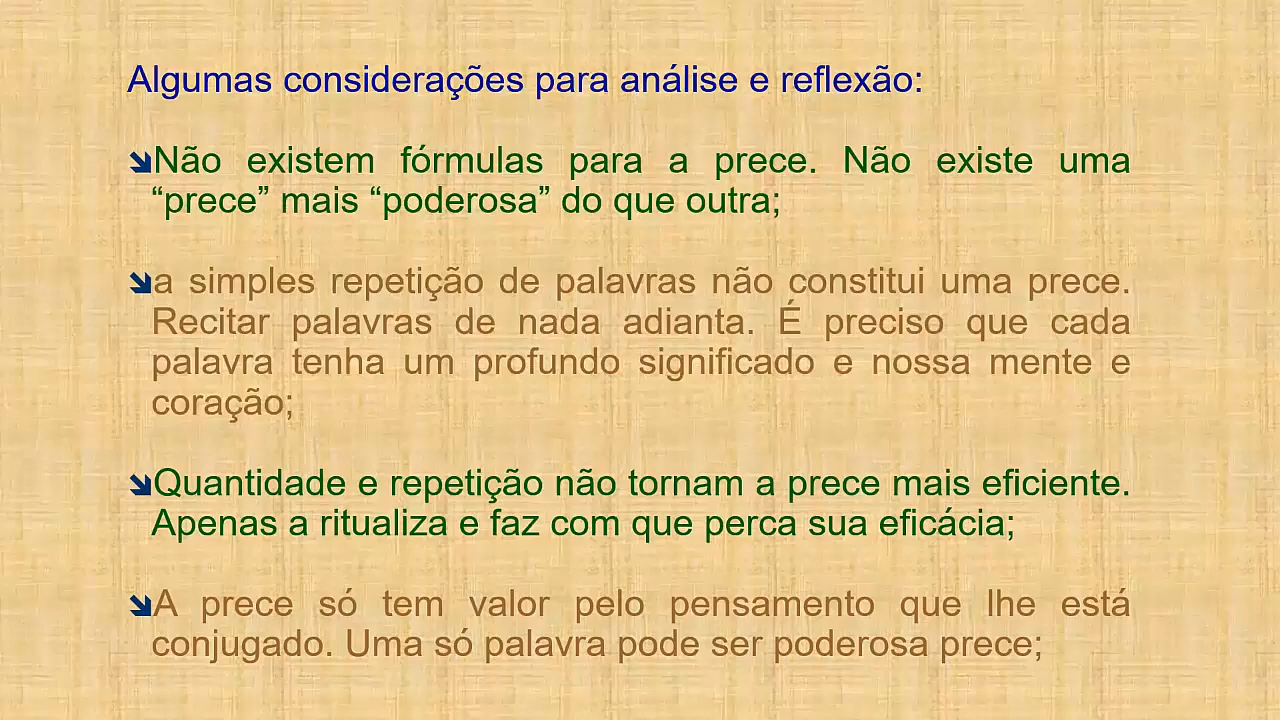 Algumas considerações para análise e reflexão:
Não existem fórmulas para a prece. Não existe uma
“prece” mais “poderosa” do que outra;
a simples repetição de palavras não constitui uma prece.
Recitar palavras de nada adianta. É preciso que cada
palavra tenha um profundo significado e nossa mente e
coração;
Quantidade e repetição não tornam a prece mais eficiente.
Apenas a ritualiza e faz com que perca sua eficácia;
A prece só tem valor pelo pensamento que lhe está
conjugado. Uma só palavra pode ser poderosa prece;